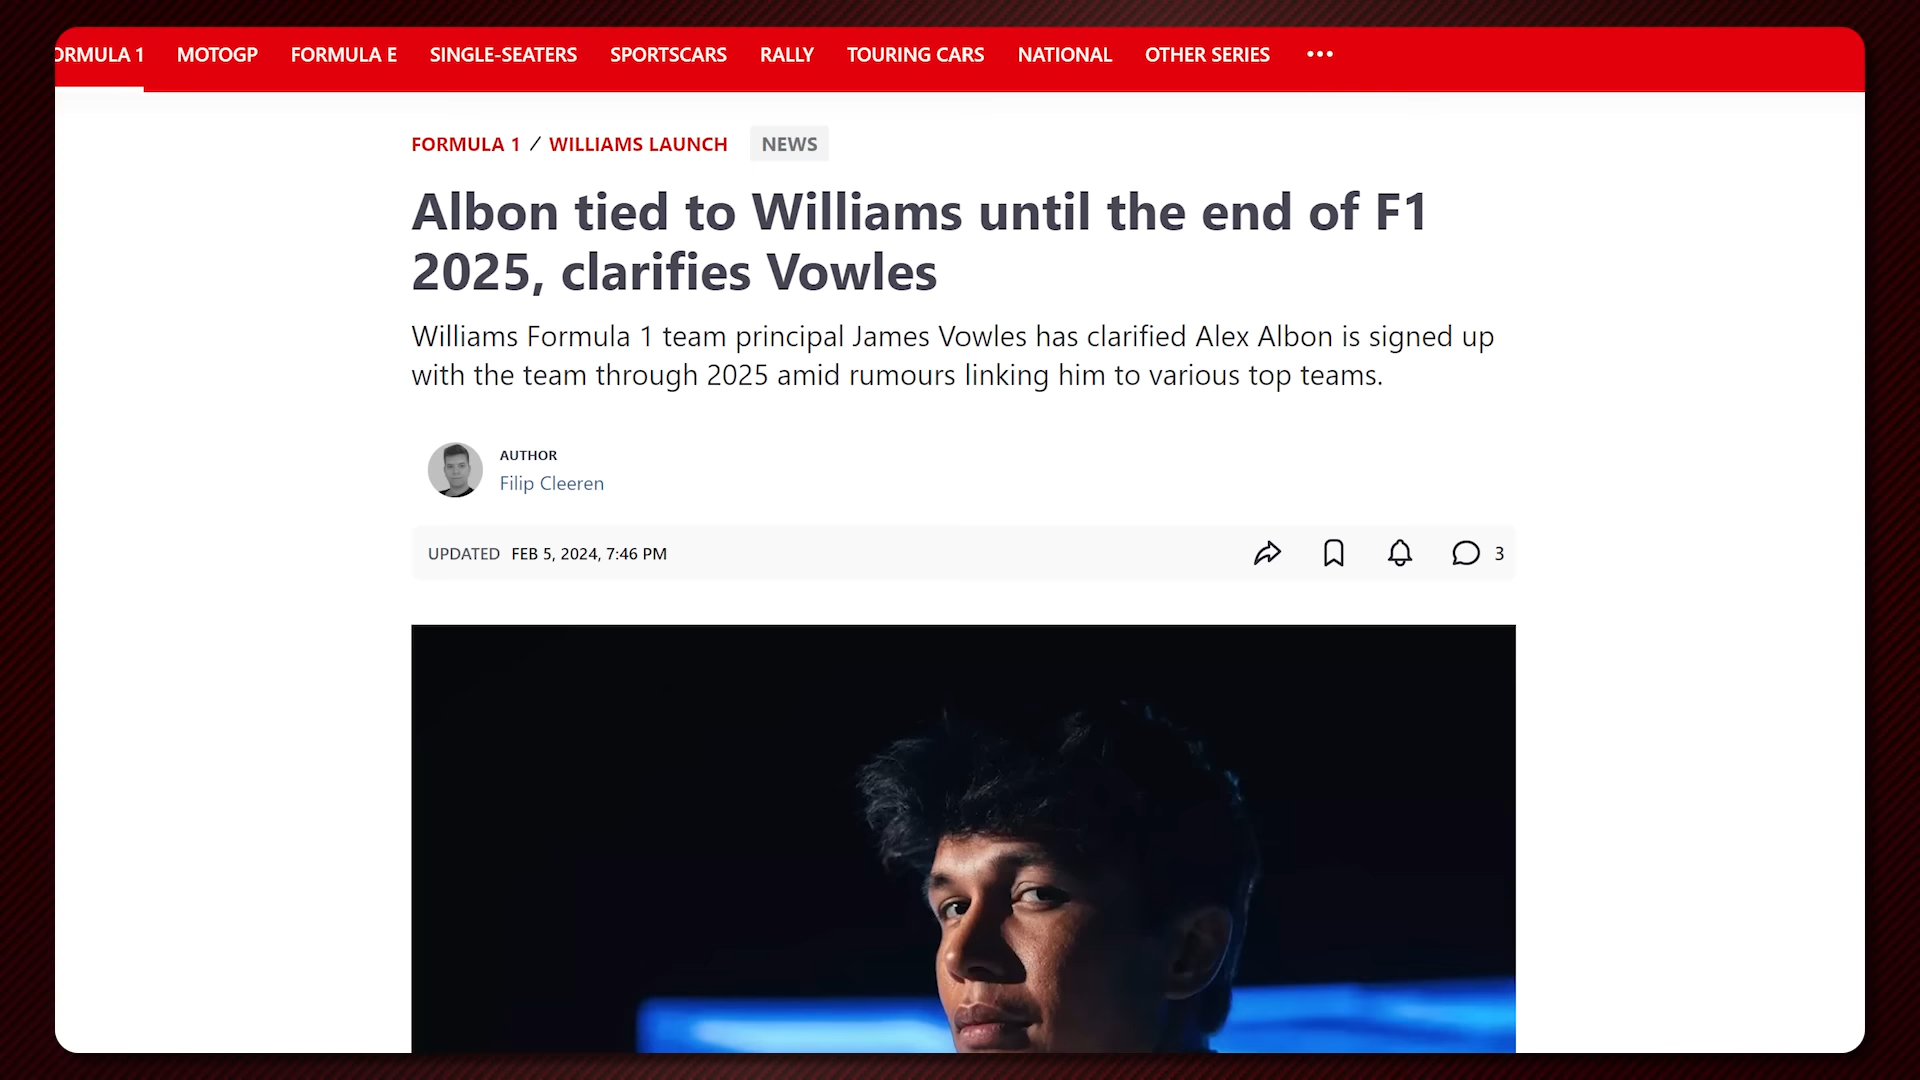 ORMULA 1 MOTOGP FORMULA E SINGLE-SEATERS SPORTSCARS RALLY TOURING CARS NATIONAL OTHER SERIES •••
FORMULA 1 / WILLIAMS LAUNCH NEWS
Albon tied to Williams until the end of F1
2025, clarifies Vowles
Williams Formula 1 team principal James Vowles has clarified Alex Albon is signed up
with the team through 2025 amid rumours linking him to various top teams.
AUTHOR
Filip Cleeren
UPDATED FEB 5, 2024, 7:46 PM 3